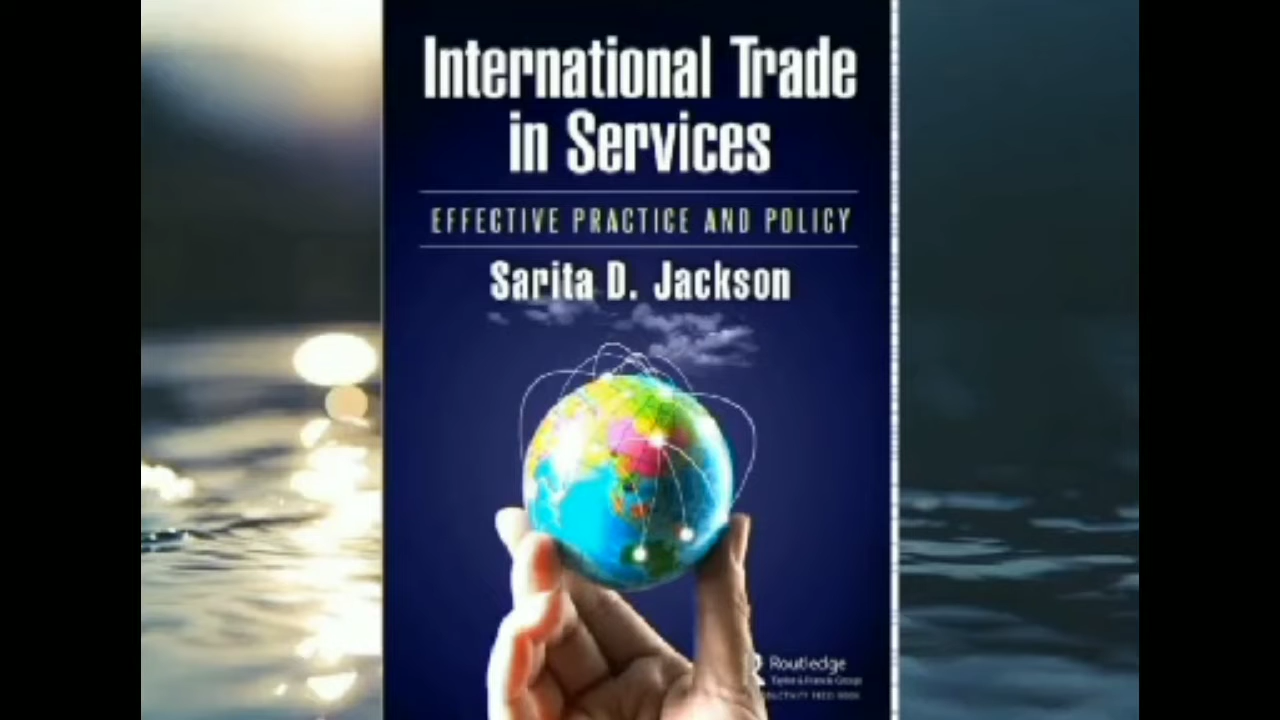 International Trade
in Services
EFFECTIVE PRACTICE AND POLICY
Sarita D. Jackson
Routledge
Taylor & Francis Group